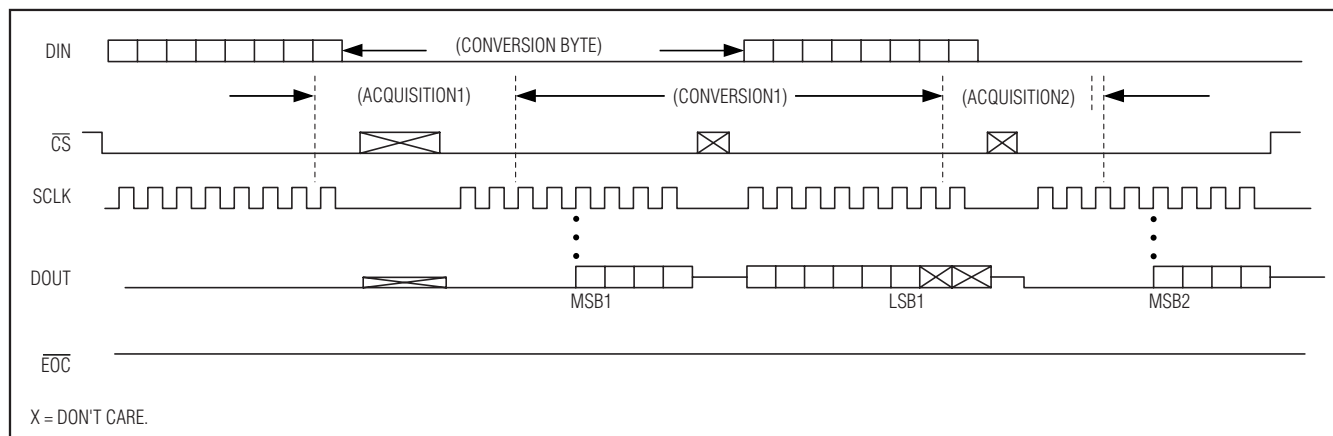 DIN
(CONVERSION BYTE)
(ACQUISITION1)
(CONVERSION1)
(ACQUISITION2)
CS
SCLK
DOUT
MSB1
LSB1
MSB2
EOC
X = DON'T CARE.